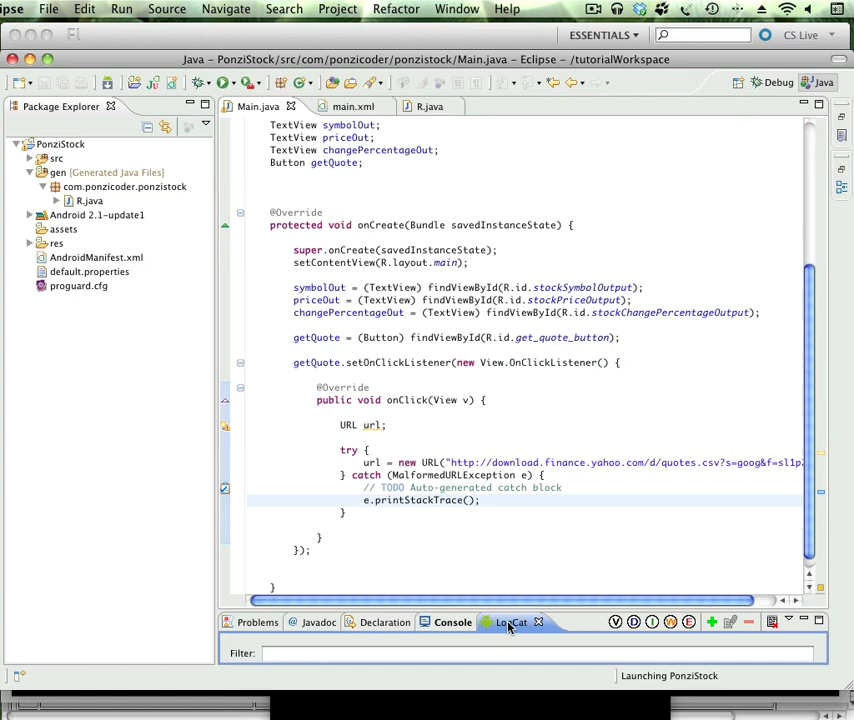 ipse File Edit Run Source Navigate Search Project Refactor Window Help
ESSENTIALS CS Live
Java - PonziStock/src/com/ponzicoder/ponzistock/Main.java - Eclipse - /tutorialWorkspace
Debug Java
Package Explorer
Main.java main.xml R.java
PonziStock
src
gen [Generated Java Files]
com.ponzicoder.ponzistock
R.java
Android 2.1-update1
assets
res
AndroidManifest.xml
default.properties
proguard.cfg
TextView symbolOut;
TextView priceOut;
TextView changePercentageOut;
Button getQuote;
@Override
protected void onCreate(Bundle savedInstanceState) {
super.onCreate(savedInstanceState);
setContentView(R.layout.main);
symbolOut = (TextView) findViewById(R.id.stockSymbolOutput);
priceOut = (TextView) findViewById(R.id.stockPriceOutput);
changePercentageOut = (TextView) findViewById(R.id.stockChangePercentageOutput);
getQuote = (Button) findViewById(R.id.get_quote_button);
getQuote.setOnClickListener(new View.OnClickListener() {
@Override
public void onClick(View v) {
URL url;
try {
url = new URL("http://download.finance.yahoo.com/d/quotes.csv?s=goog&f=sl1p
} catch (MalformedURLException e) {
// TODO Auto-generated catch block
e.printStackTrace();
}
}
});
}
Problems Javadoc Declaration Console LogCat
V D I W E
Filter:
Launching PonziStock